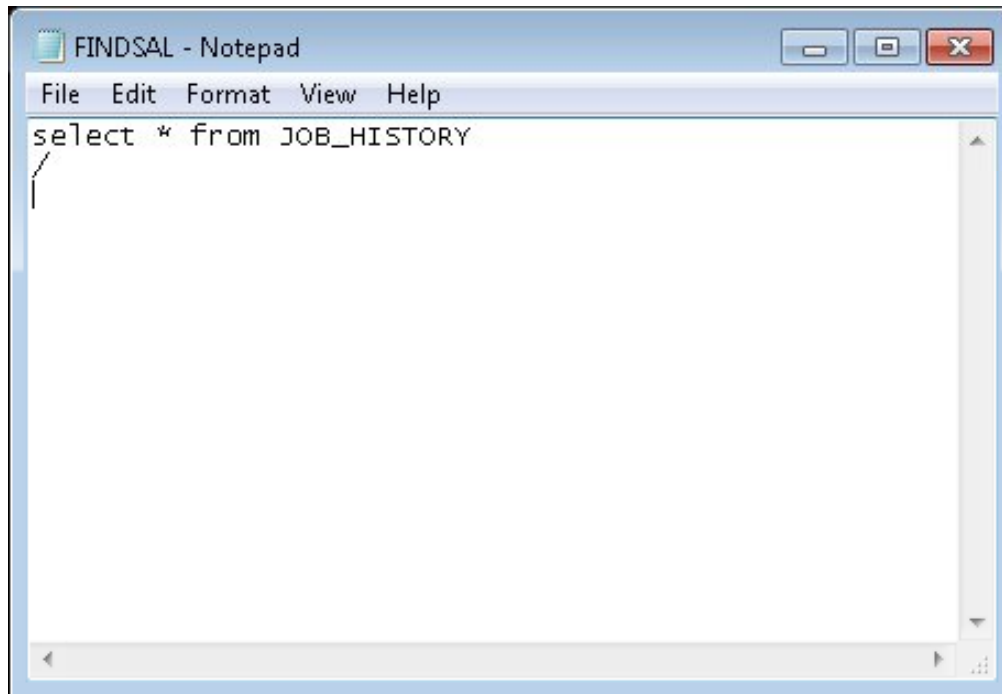 FINDSAL - Notepad
File Edit Format View Help
select * from JOB_HISTORY
/